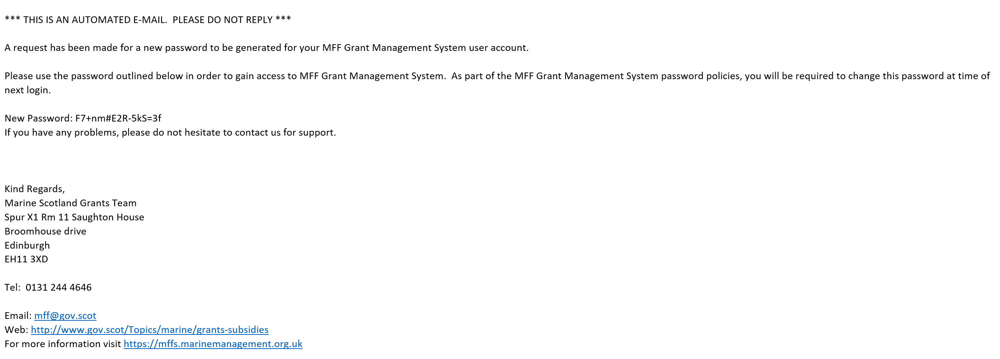 *** THIS IS AN AUTOMATED E-MAIL.  PLEASE DO NOT REPLY ***
A request has been made for a new password to be generated for your MFF Grant Management System user account.
Please use the password outlined below in order to gain access to MFF Grant Management System.  As part of the MFF Grant Management System password policies, you will be required to change this password at time of
next login.
New Password: F7+nm#E2R-5kS=3f
If you have any problems, please do not hesitate to contact us for support.
Kind Regards,
Marine Scotland Grants Team
Spur X1 Rm 11 Saughton House
Broomhouse drive
Edinburgh
EH11 3XD
Tel:  0131 244 4646
Email: mff@gov.scot
Web: http://www.gov.scot/Topics/marine/grants-subsidies
For more information visit https://mffs.marinemanagement.org.uk